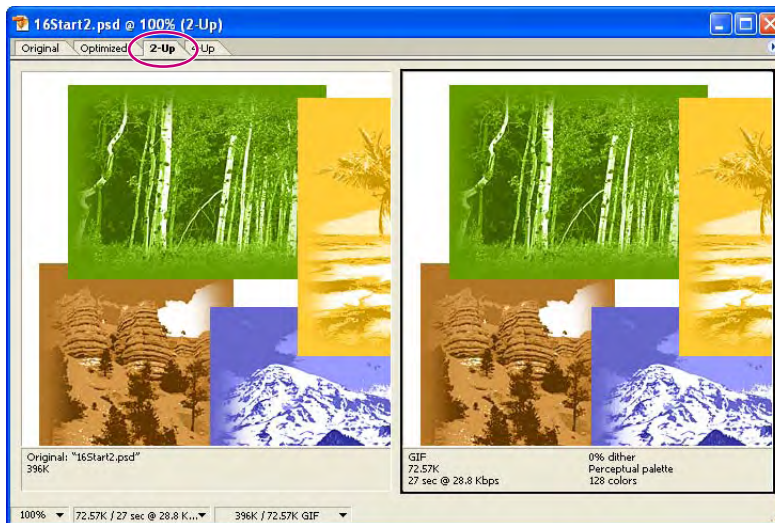 16Start2.psd @ 100% (2-Up)
Original Optimized 2-Up 4-Up
Original: "16Start2.psd"
396K
GIF 0% dither
72.57K Perceptual palette
27 sec @ 28.8 Kbps 128 colors
100% 72.57K / 27 sec @ 28.8 K... 396K / 72.57K GIF